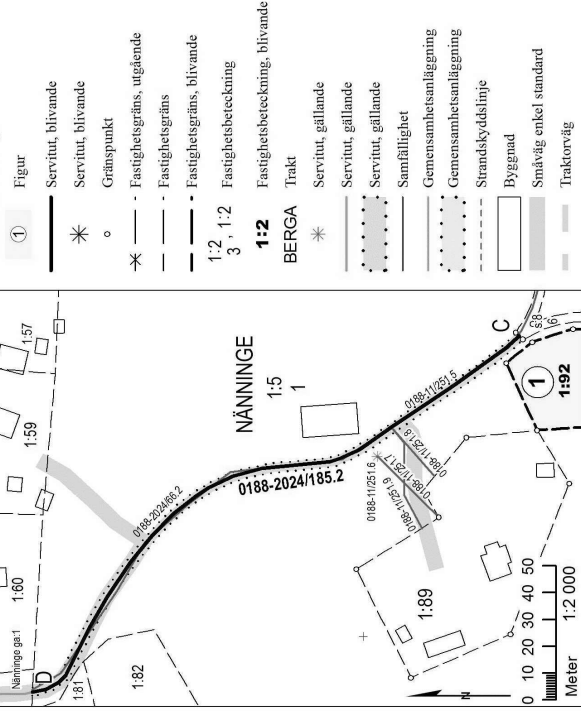 Figur
1
Servitut, blivande
Servitut, blivande
Gränspunkt
Fastighetsgräns, utgående
Fastighetsgräns
Fastighetsgräns, blivande
1:2
3 , 1:2
Fastighetsbeteckning
1:2
Fastighetsbeteckning, blivande
BERGA
Trakt
Servitut, gällande
Servitut, gällande
Servitut, gällande
Samfällighet
Gemensamhetsanläggning
Gemensamhetsanläggning
Strandskyddslinje
Byggnad
Småväg enkel standard
Traktorväg
1:57
1:59
1:60
Nänninge ga:1
D
1:81
1:82
0188-2024/66.2
NÄNNINGE
1:5
1
0188-2024/185.2
0188-11/251.5
0188-11/251.6
0188-11/251.8
0188-11/251.7
0188-11/251.9
1:89
C
s:8
1
1:92
N
0 10 20 30 40 50
Meter
1:2 000